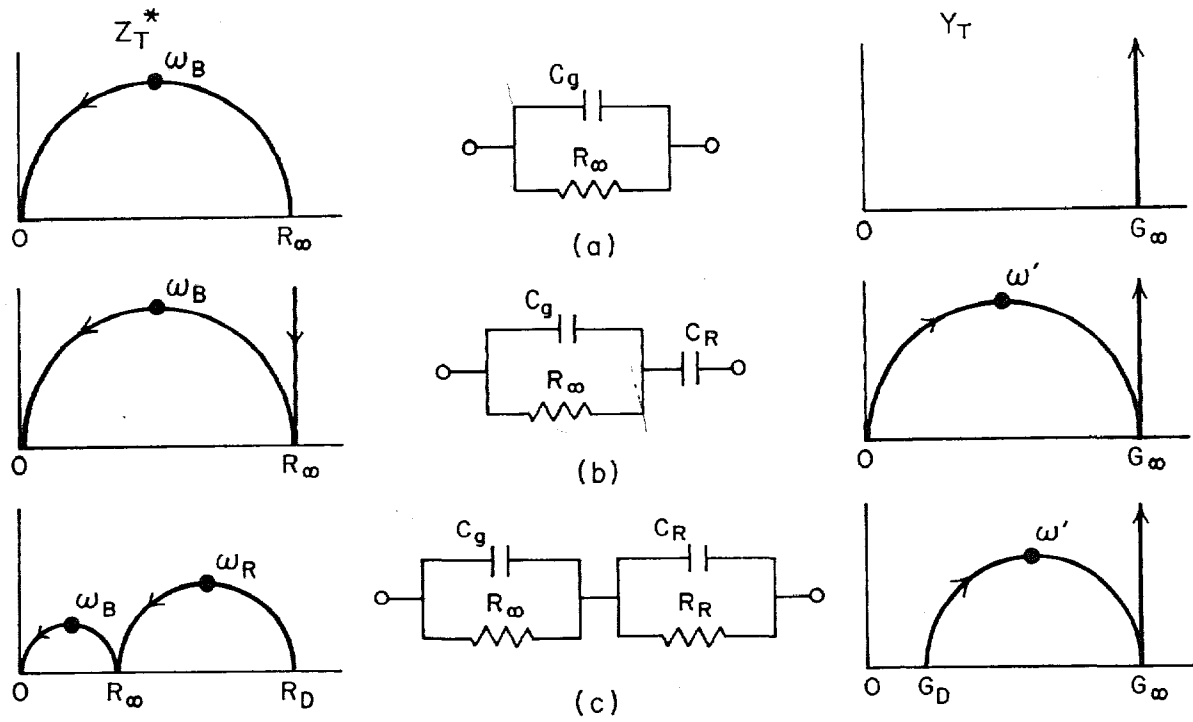 Z_T^* Y_T
ω_B
C_g
R_∞
O R_∞
(a)
O G_∞
ω_B
C_g
C_R
R_∞
ω'
O R_∞
(b)
O G_∞
ω_B
ω_R
C_g
C_R
R_∞
R_R
ω'
O R_∞ R_D
(c)
O G_D G_∞